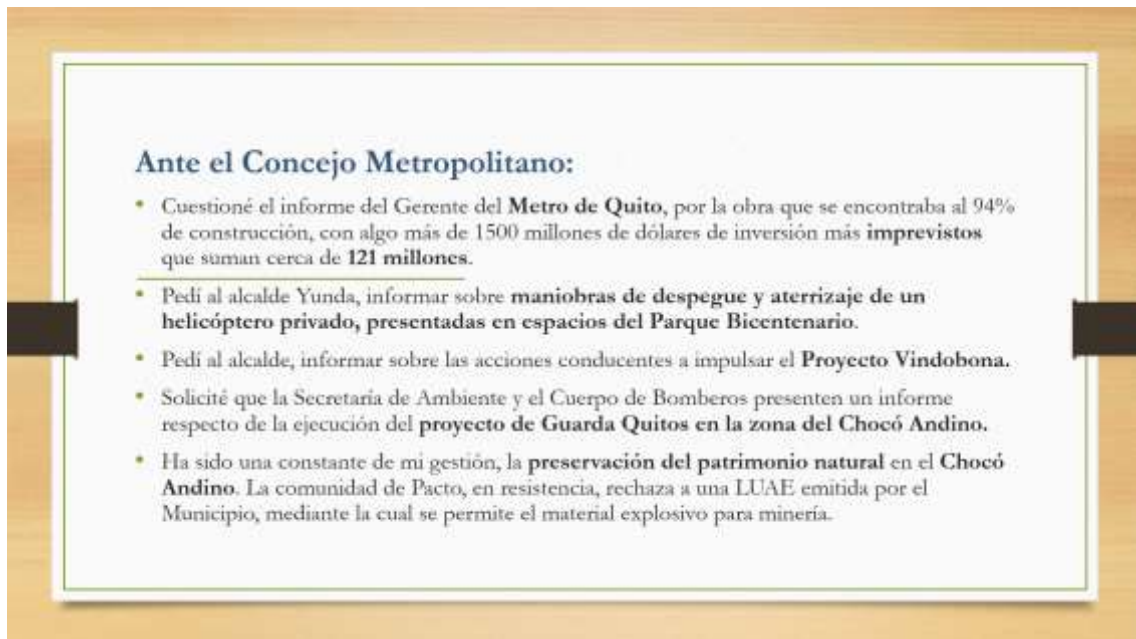 Ante el Concejo Metropolitano:
• Cuestioné el informe del Gerente del Metro de Quito, por la obra que se encontraba al 94%
de construcción, con algo más de 1500 millones de dólares de inversión más imprevistos
que suman cerca de 121 millones.
• Pedí al alcalde Yunda, informar sobre maniobras de despegue y aterrizaje de un
helicóptero privado, presentadas en espacios del Parque Bicentenario.
• Pedí al alcalde, informar sobre las acciones conducentes a impulsar el Proyecto Vindobona.
• Solicité que la Secretaría de Ambiente y el Cuerpo de Bomberos presenten un informe
respecto de la ejecución del proyecto de Guarda Quitos en la zona del Chocó Andino.
• Ha sido una constante de mi gestión, la preservación del patrimonio natural en el Chocó
Andino. La comunidad de Pacto, en resistencia, rechaza a una LUAE emitida por el
Municipio, mediante la cual se permite el material explosivo para minería.